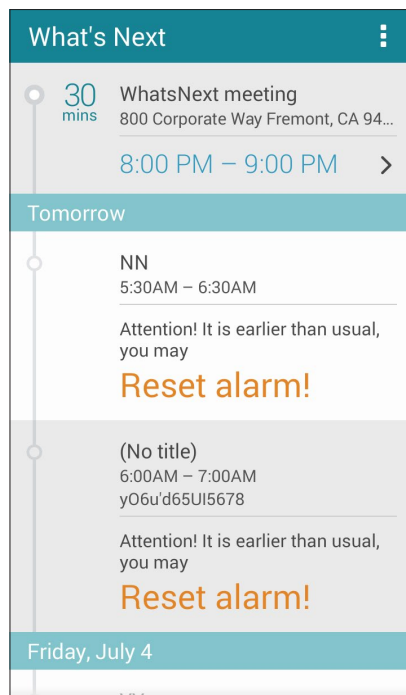 What's Next
30
mins
WhatsNext meeting
800 Corporate Way Fremont, CA 94...
8:00 PM – 9:00 PM
Tomorrow
NN
5:30AM – 6:30AM
Attention! It is earlier than usual,
you may
Reset alarm!
(No title)
6:00AM – 7:00AM
yO6u'd65UI5678
Attention! It is earlier than usual,
you may
Reset alarm!
Friday, July 4